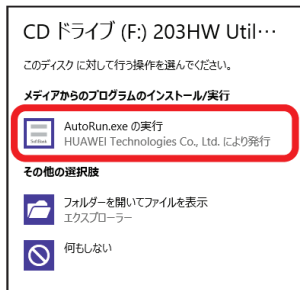 CD ドライブ (F:) 203HW Util…
このディスク に対して行う操作を選んでください。
メディアからのプログラムのインストール/実行
AutoRun.exe の実行
HUAWEI Technologies Co., Ltd. により発行
その他の選択肢
フォルダーを開いてファイルを表示
エクスプローラー
何もしない